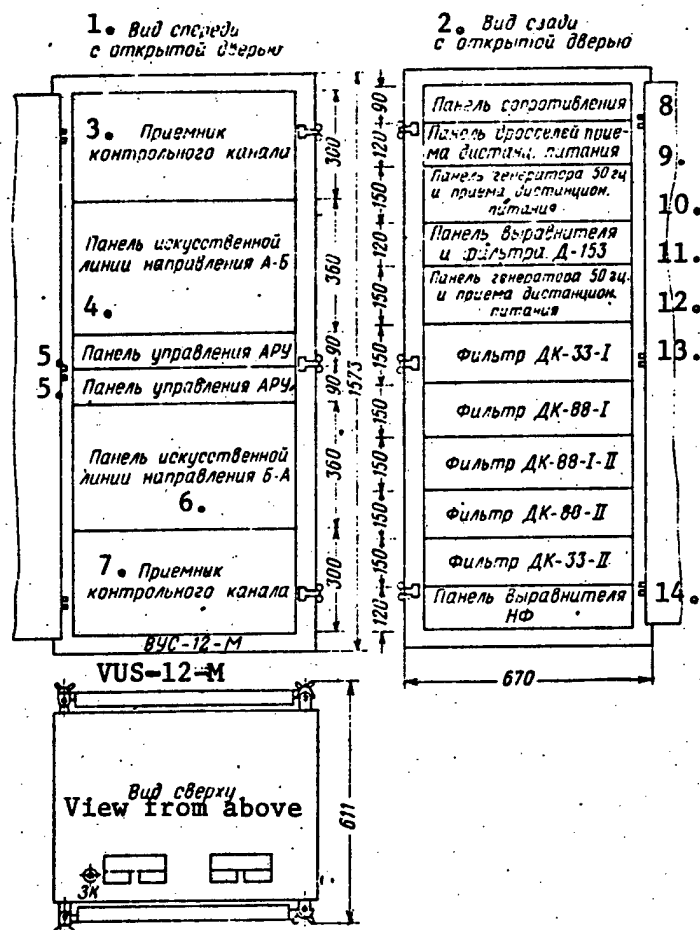 1. Вид спереди
с открытой дверью
2. Вид сзади
с открытой дверью
3. Приемник
контрольного канала
Панель искусственной
линии направления А-Б
4.
5. Панель управления АРУ
5. Панель управления АРУ
Панель искусственной
линии направления Б-А
6.
7. Приемник
контрольного канала
ВУС-12-М
VUS-12-M
300
360
90
90
360
300
1573
90
120
150
120
150
150
150
150
150
150
120
Панель сопротивления
8
Панель дросселей прие-
ма дистанц. питания
9.
Панель генератора 50 гц
и приема дистанцион.
питания
10.
Панель выравнителя
и фильтра Д-153
11.
Панель генератора 50 гц.
и приема дистанцион.
питания
12.
Фильтр ДК-33-I
13.
Фильтр ДК-88-I
Фильтр ДК-88-I-II
Фильтр ДК-88-II
Фильтр ДК-33-II
Панель выравнителя
НФ
14.
670
Вид сверху
View from above
ЗК
611